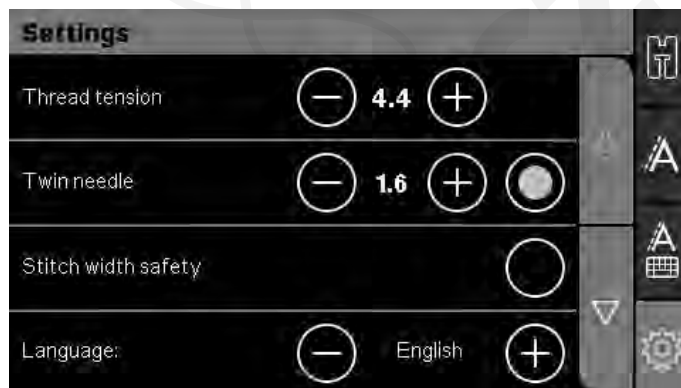 Settings
Thread tension 4.4
Twin needle 1.6
Stitch width safety
Language: English